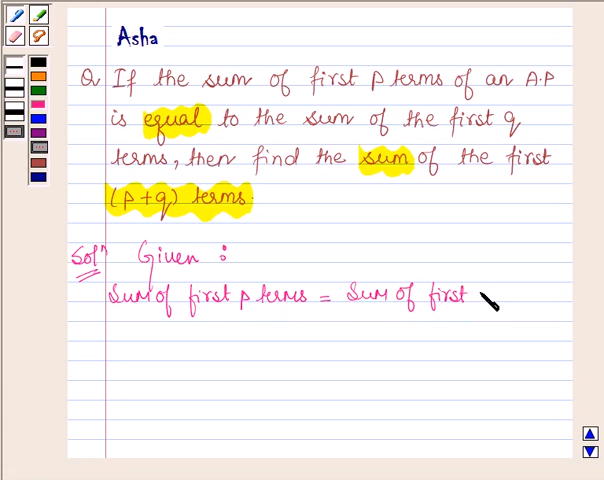 Asha
Q If the sum of first p terms of an A.P
is equal to the sum of the first q
terms, then find the sum of the first
(p+q) terms.
Solⁿ Given :
Sum of first p terms = Sum of first